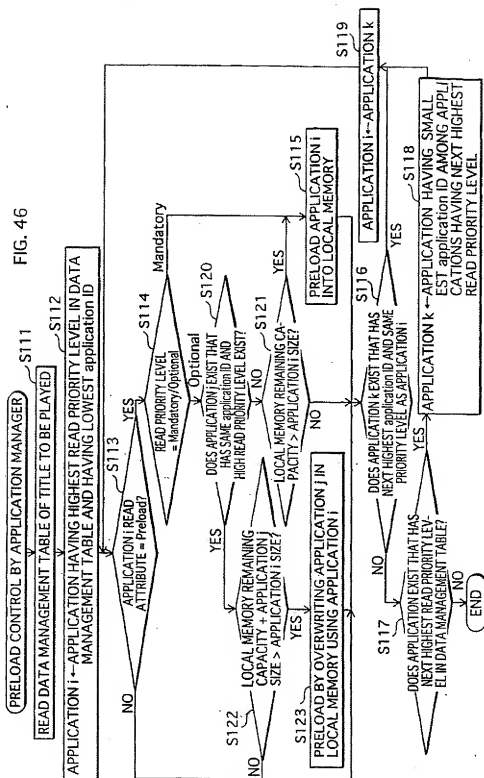 FIG. 46
PRELOAD CONTROL BY APPLICATION MANAGER
S111
READ DATA MANAGEMENT TABLE OF TITLE TO BE PLAYED
S112
APPLICATION i←APPLICATION HAVING HIGHEST READ PRIORITY LEVEL IN DATA
MANAGEMENT TABLE AND HAVING LOWEST application ID
S113
APPLICATION i READ
ATTRIBUTE = Preload?
YES
NO
S114
READ PRIORITY LEVEL
= Mandatory/Optional
Mandatory
Optional
S120
DOES APPLICATION j EXIST THAT
HAS SAME application ID AND
HIGH READ PRIORITY LEVEL EXIST?
YES
NO
S121
LOCAL MEMORY REMAINING CA-
PACITY > APPLICATION i SIZE?
YES
NO
S115
PRELOAD APPLICATION i
INTO LOCAL MEMORY
S122
LOCAL MEMORY REMAINING
CAPACITY + APPLICATION j
SIZE > APPLICATION i SIZE?
NO
YES
S123
PRELOAD BY OVERWRITING APPLICATION j IN
LOCAL MEMORY USING APPLICATION i
S116
DOES APPLICATION k EXIST THAT HAS
NEXT HIGHEST application ID AND SAME
PRIORITY LEVEL AS APPLICATION i
YES
NO
S119
APPLICATION i←APPLICATION k
S117
DOES APPLICATION EXIST THAT HAS
NEXT HIGHEST READ PRIORITY LEV-
EL IN DATA MANAGEMENT TABLE?
YES
NO
S118
APPLICATION k ←APPLICATION HAVING SMALL
EST application ID AMONG APPLI
CATIONS HAVING NEXT HIGHEST
READ PRIORITY LEVEL
END